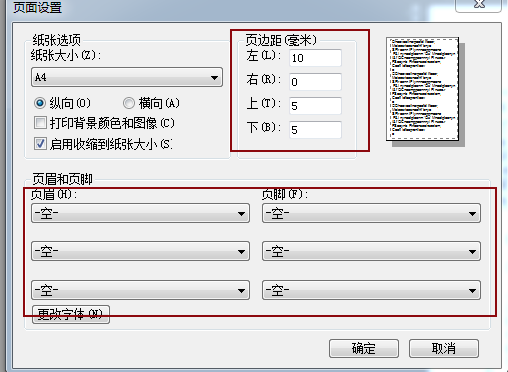 页面设置
纸张选项
纸张大小(Z):
A4
纵向(O)
横向(A)
打印背景颜色和图像(C)
启用收缩到纸张大小(S
页边距(毫米)
左(L):
10
右(R):
0
上(T):
5
下(B):
5
页眉和页脚
页眉(H):
页脚(F):
-空-
-空-
-空-
-空-
-空-
-空-
更改字体(N)
确定
取消